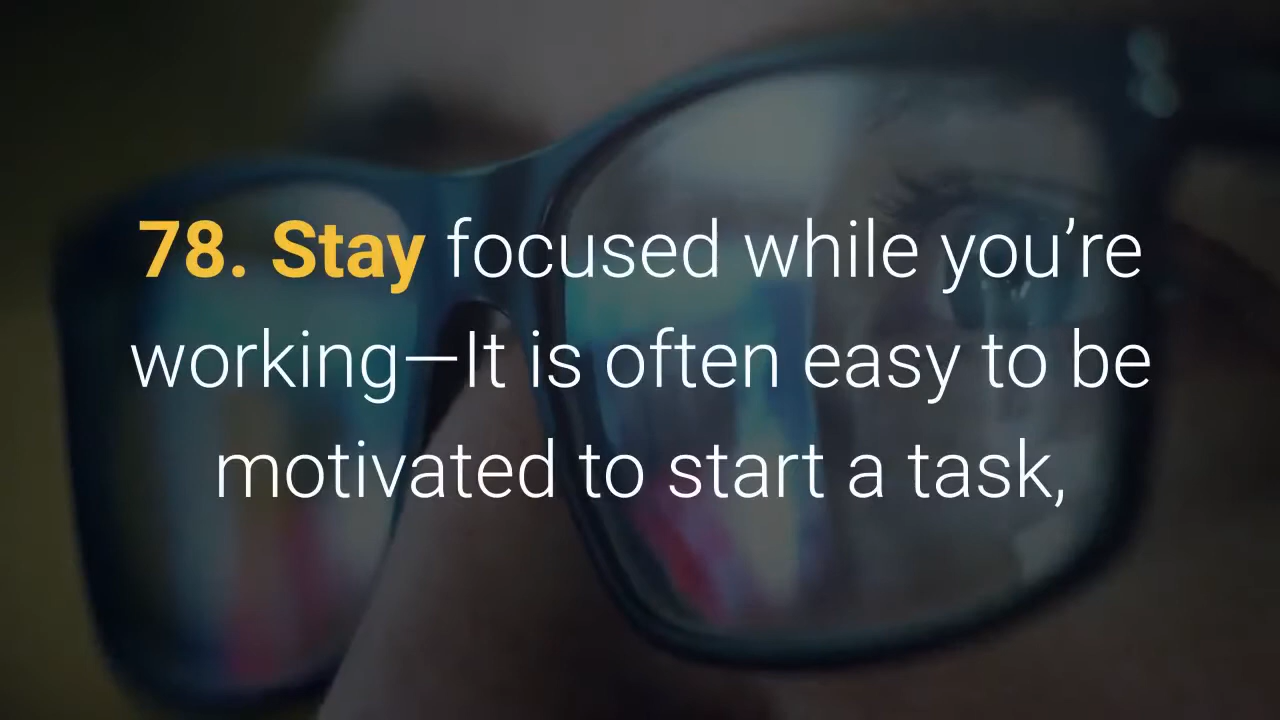 78. Stay focused while you’re
working—It is often easy to be
motivated to start a task,